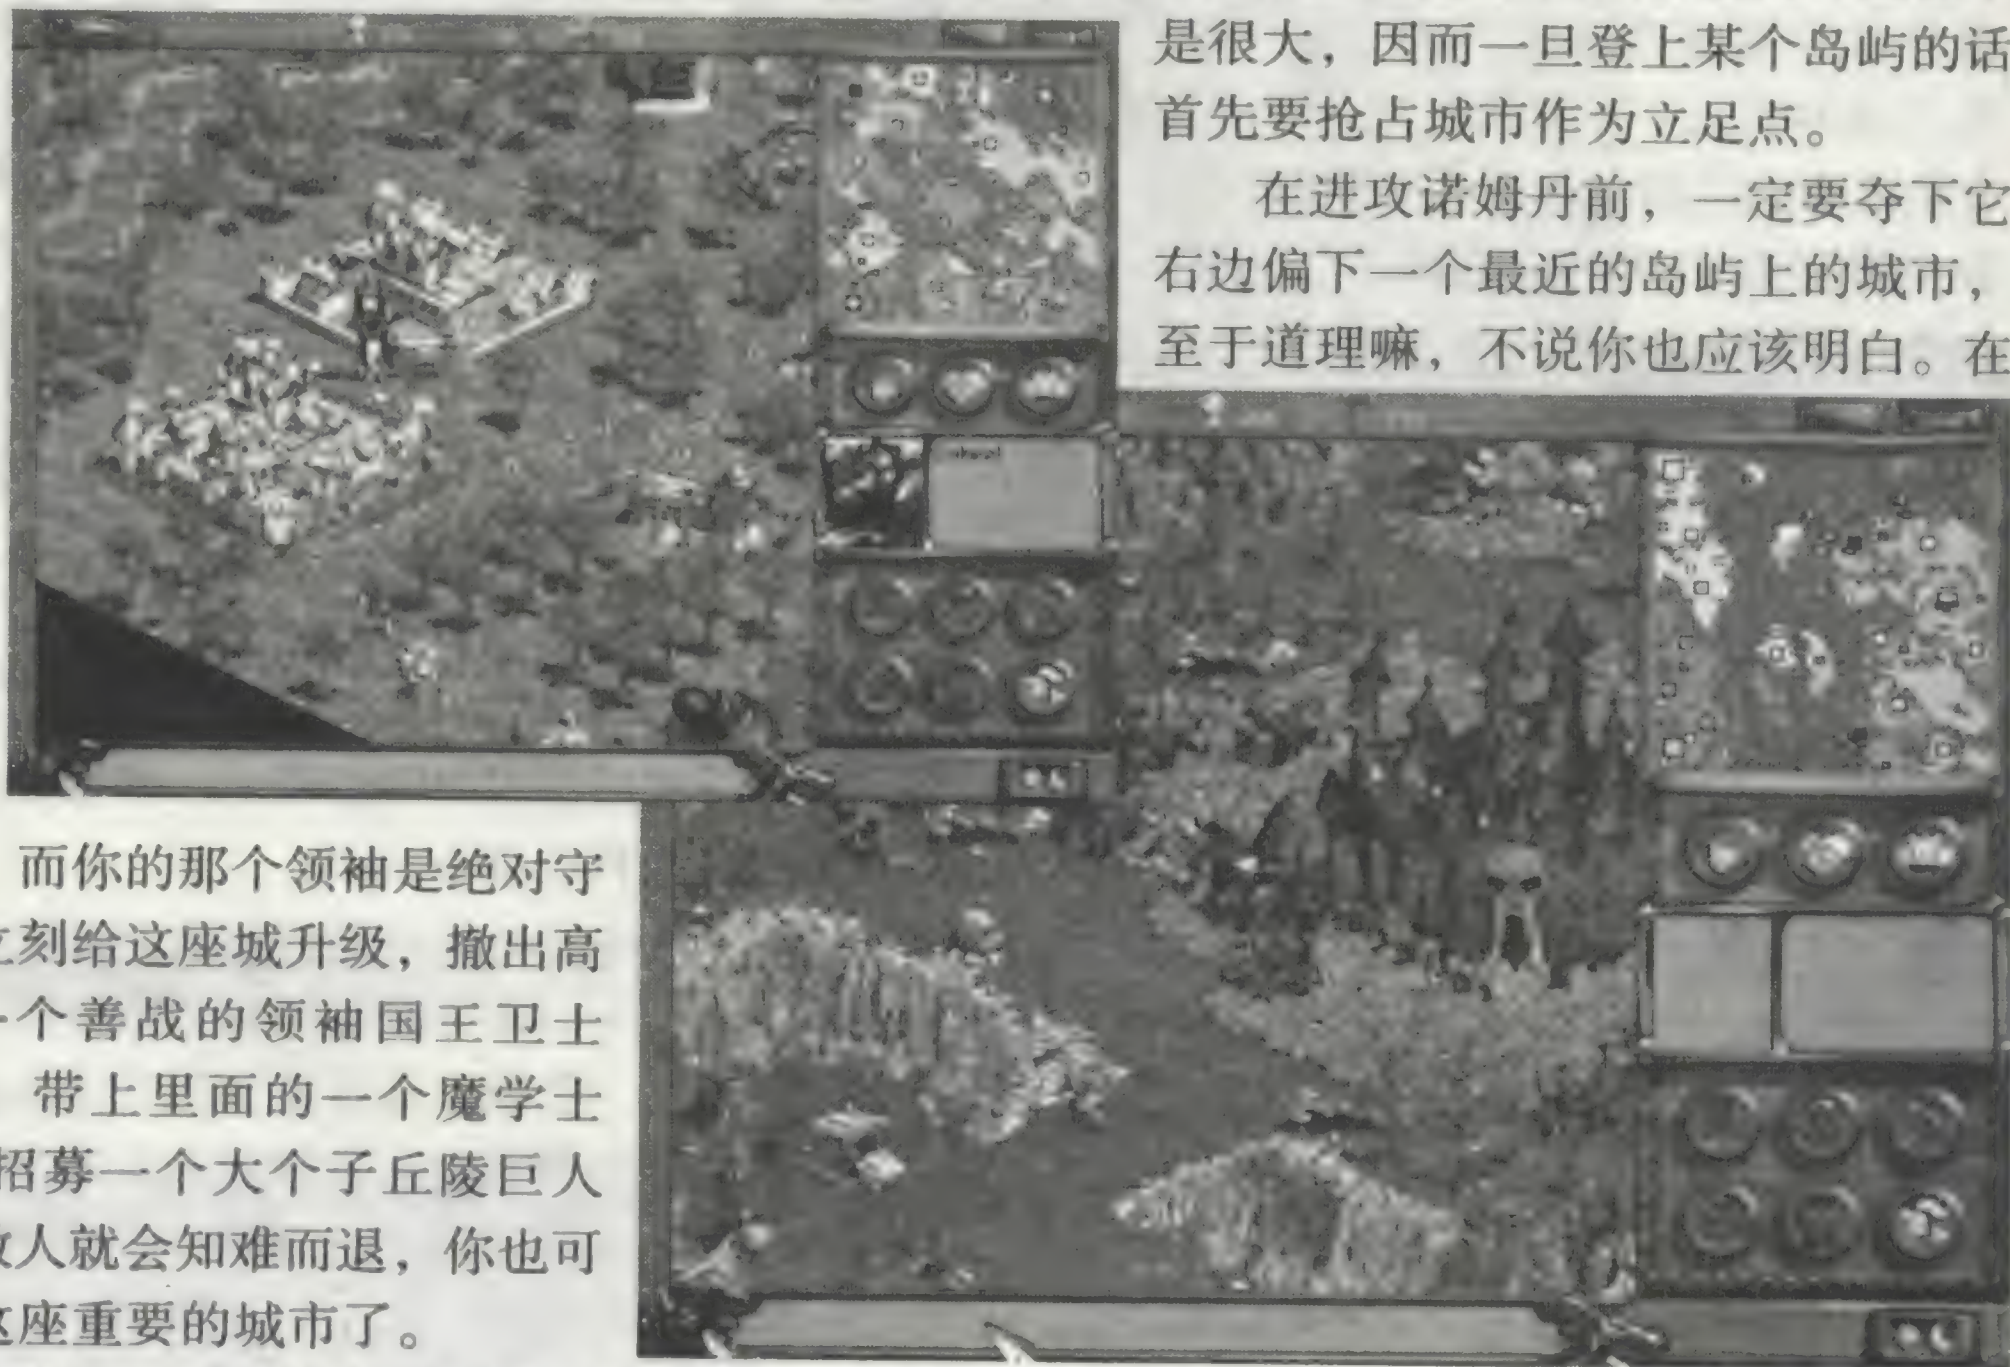 是很大，因而一旦登上某个岛屿的话
首先要抢占城市作为立足点。
在进攻诺姆丹前，一定要夺下它
右边偏下一个最近的岛屿上的城市，
至于道理嘛，不说你也应该明白。在
而你的那个领袖是绝对守
立刻给这座城升级，撤出高
一个善战的领袖国王卫士
带上里面的一个魔学士
招募一个大个子丘陵巨人
敌人就会知难而退，你也可
这座重要的城市了。